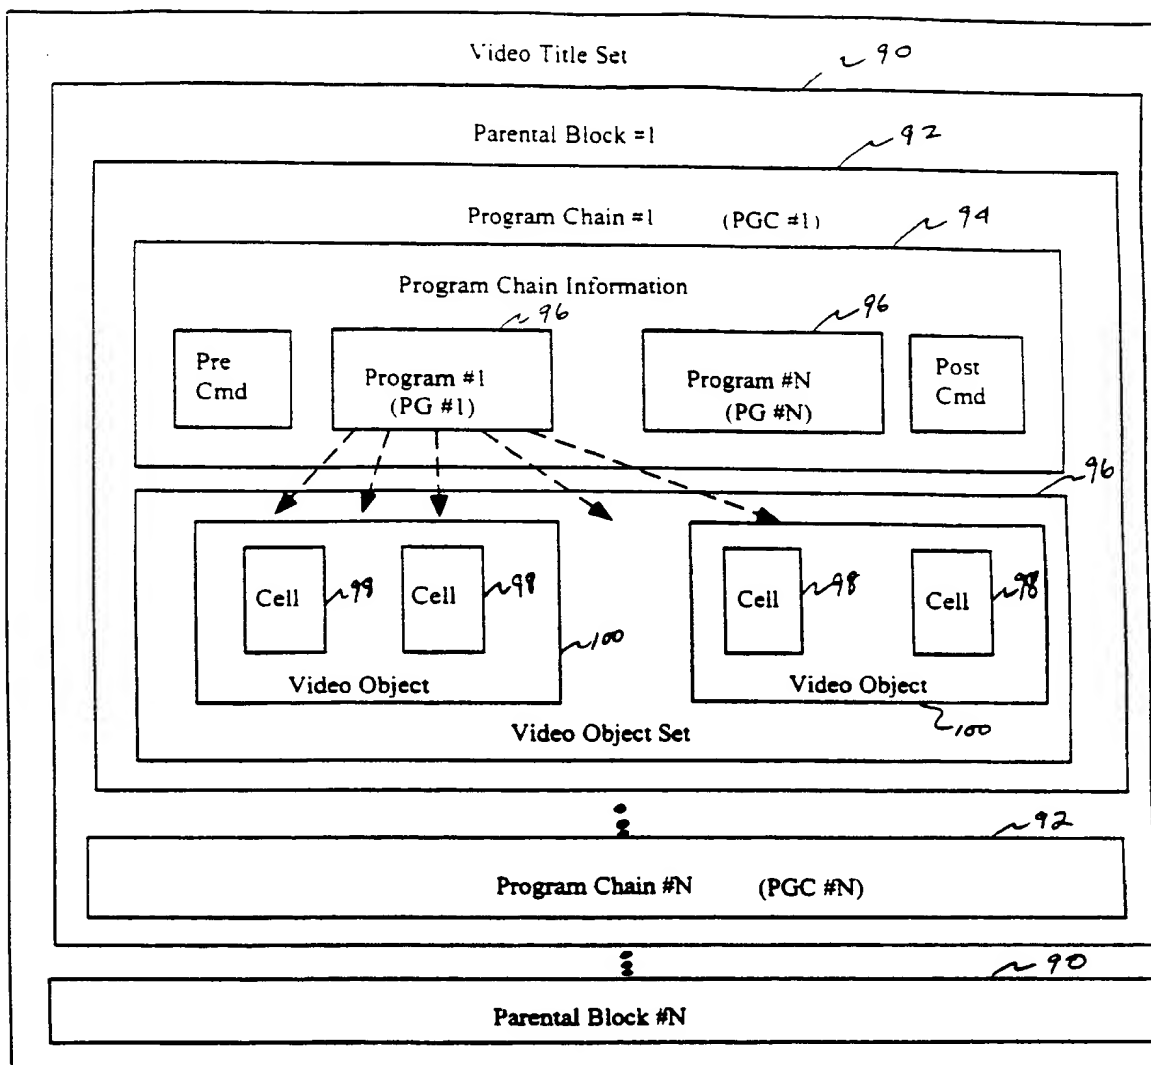 Video Title Set
90
Parental Block =1
92
Program Chain =1 (PGC =1)
94
Program Chain Information
96
96
Pre
Cmd
Program #1
(PG #1)
Program #N
(PG #N)
Post
Cmd
96
Cell
98
Cell
98
Cell
98
Cell
98
100
Video Object
Video Object
100
Video Object Set
92
Program Chain #N (PGC #N)
90
Parental Block #N